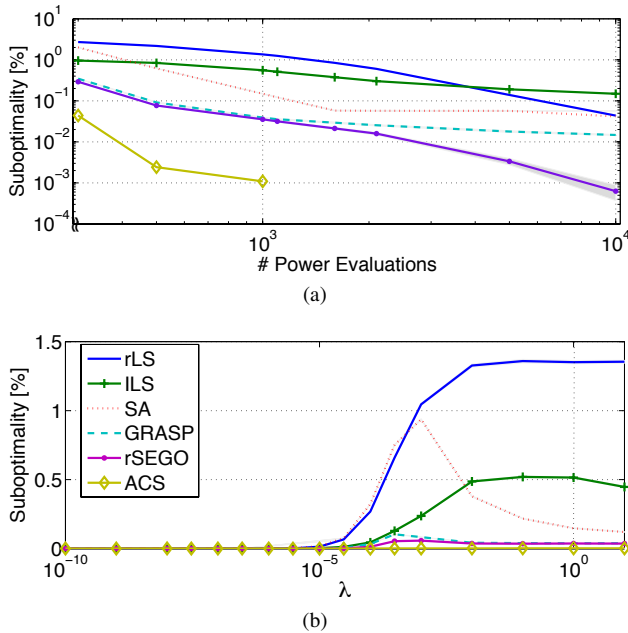 Suboptimality [%]
10^2
10^1
10^0
10^-1
10^-2
10^-3
10^-4
10^3
10^4
# Power Evaluations
(a)
Suboptimality [%]
1.5
1
0.5
0
rLS
ILS
SA
GRASP
rSEGO
ACS
10^-10
10^-5
10^0
λ
(b)